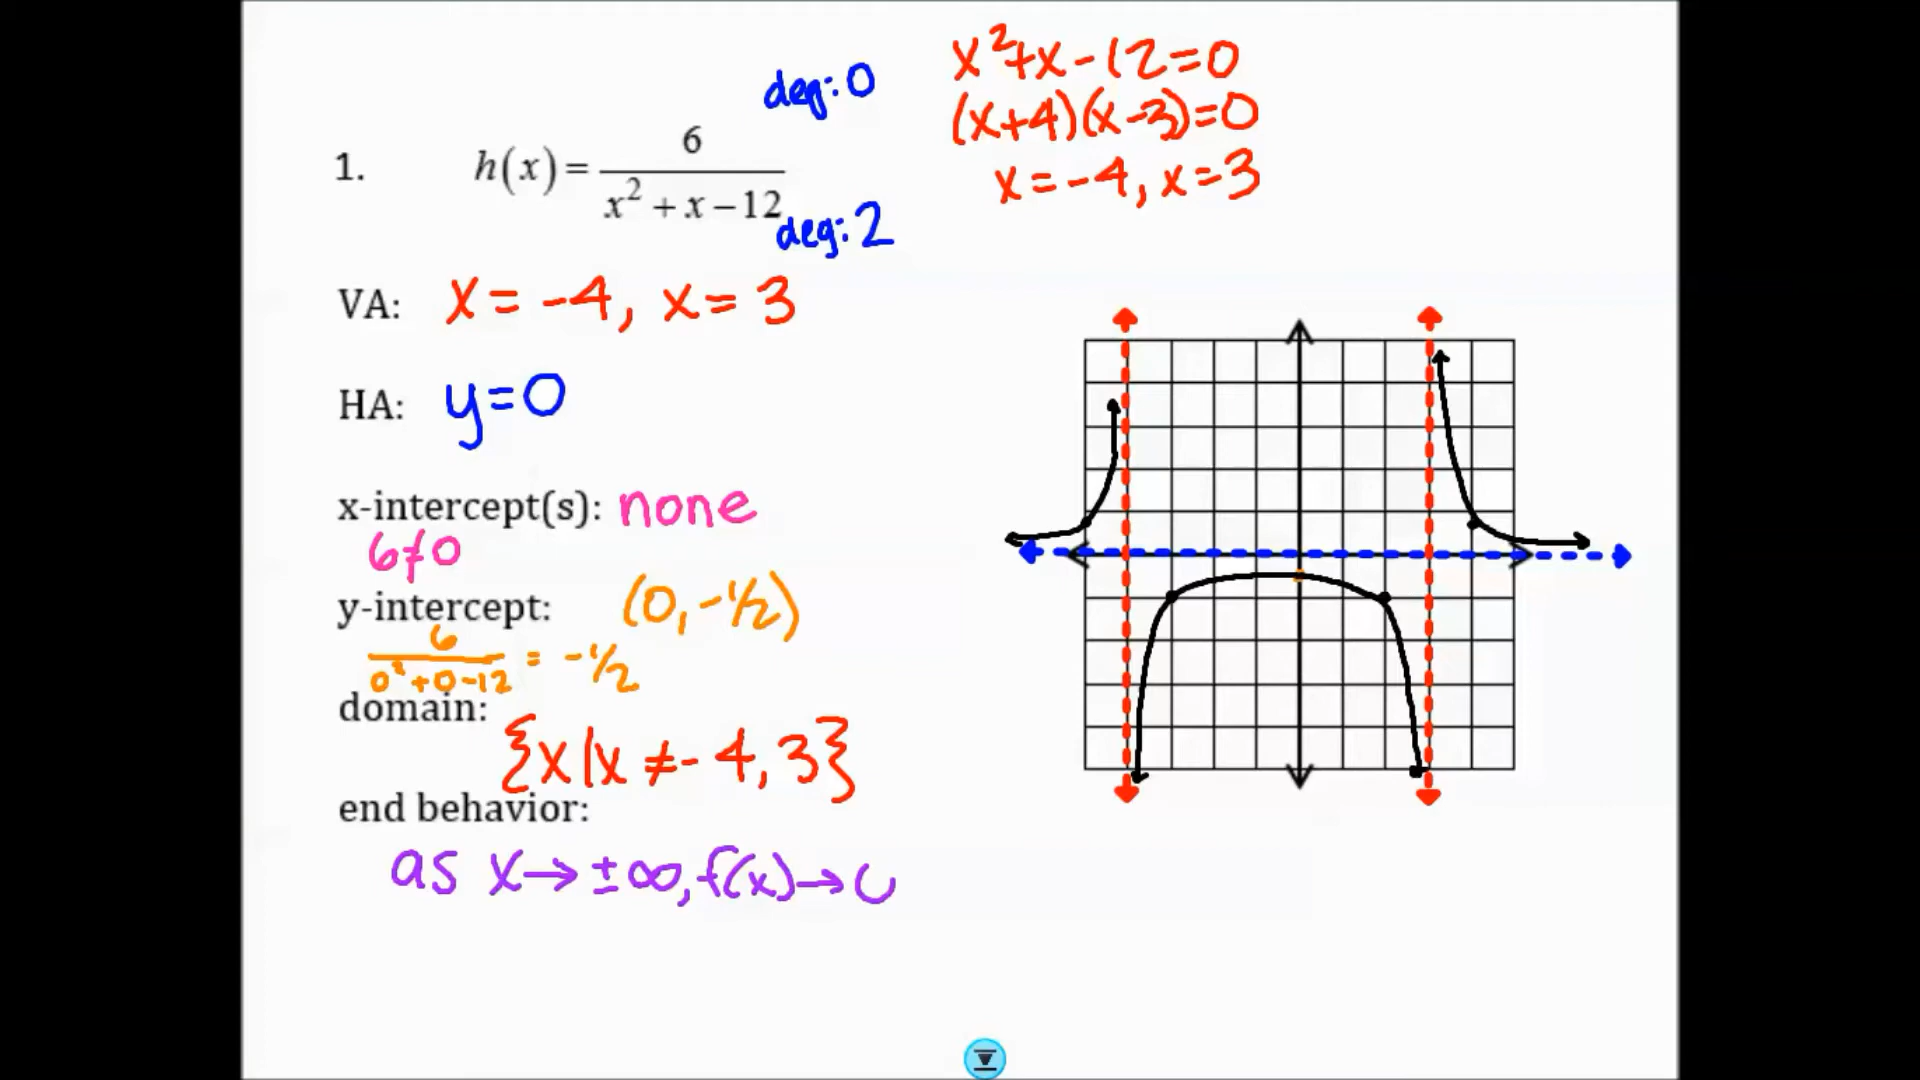 deg: 0
x²+x-12=0
(x+4)(x-3)=0
x=-4, x=3
1. h(x) = 6 / (x² + x − 12)
deg: 2
VA: x = -4, x = 3
HA: y=0
x-intercept(s): none
6≠0
y-intercept: (0, -1/2)
6 / (0²+0-12) = -1/2
domain:
{x|x ≠ -4, 3}
end behavior:
as x→ ±∞, f(x)→0